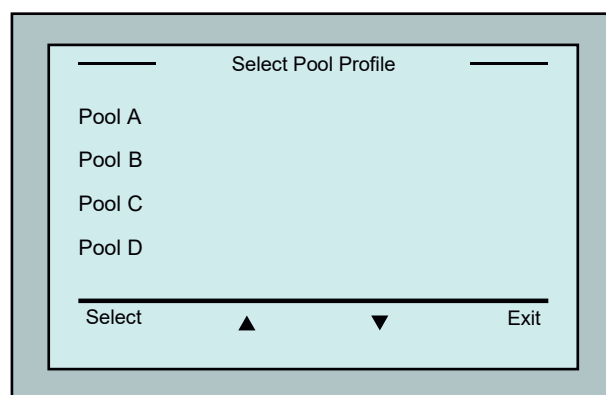 Select Pool Profile
Pool A
Pool B
Pool C
Pool D
Select ▲ ▼ Exit